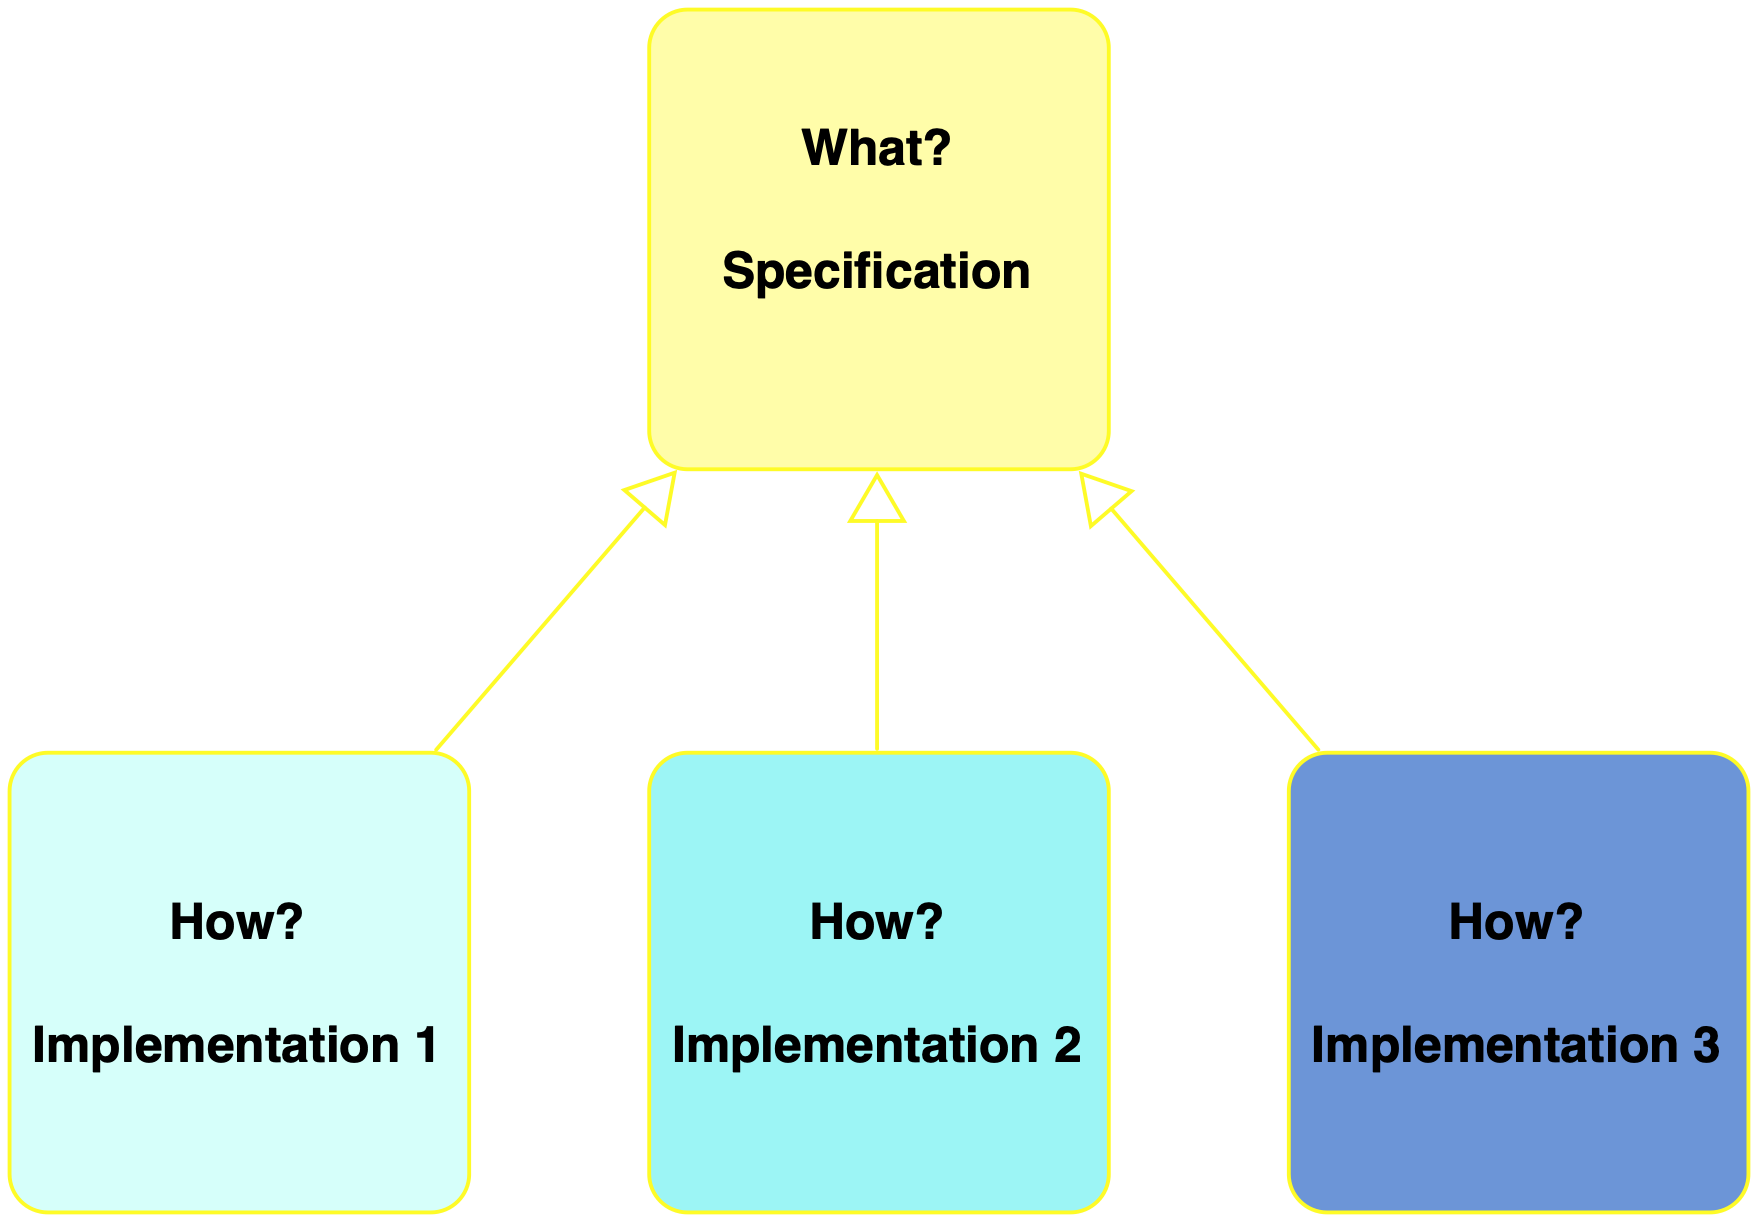 What?
Specification
How?
Implementation 1
How?
Implementation 2
How?
Implementation 3